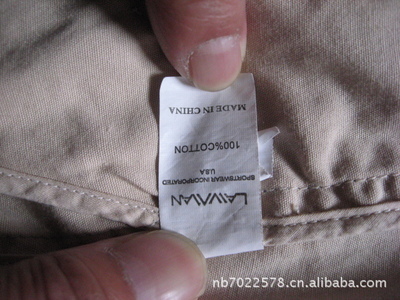 LAWMAN
SPORTSWEAR INCORPORATED
U.S.A
100%COTTON
MADE IN CHINA
nb7022578.cn.alibaba.com